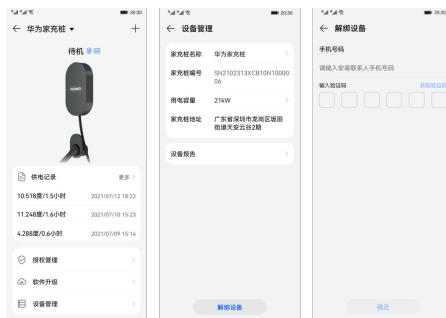 20:30
华为家充桩
待机
供电记录
更多
10.518度/1.5小时 2021/07/12 18:22
11.248度/1.6小时 2021/07/10 15:23
4.288度/0.6小时 2021/07/09 15:14
授权管理
软件升级
设备管理
20:30
设备管理
家充桩名称 华为家充桩
家充桩编号 SN2102313XCB10N10000
06
用电容量 21kW
家充桩地址 广东省深圳市龙岗区坂田
街道天安云谷2期
设备报告
解绑设备
20:30
解绑设备
手机号码
请输入安装联系人手机号码
输入验证码 获取验证码
确定